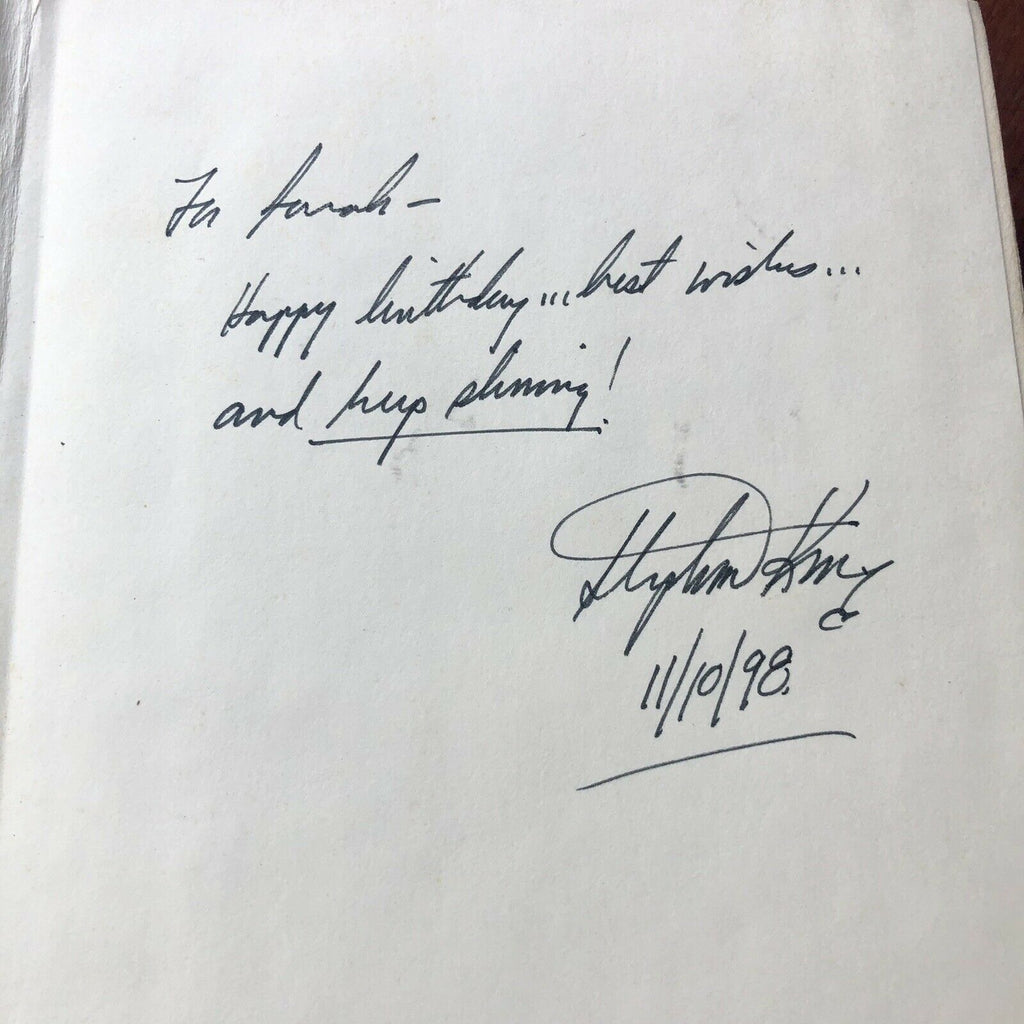 For Sarah —
Happy birthday...best wishes...
and keep shining!
Stephen King
11/10/98